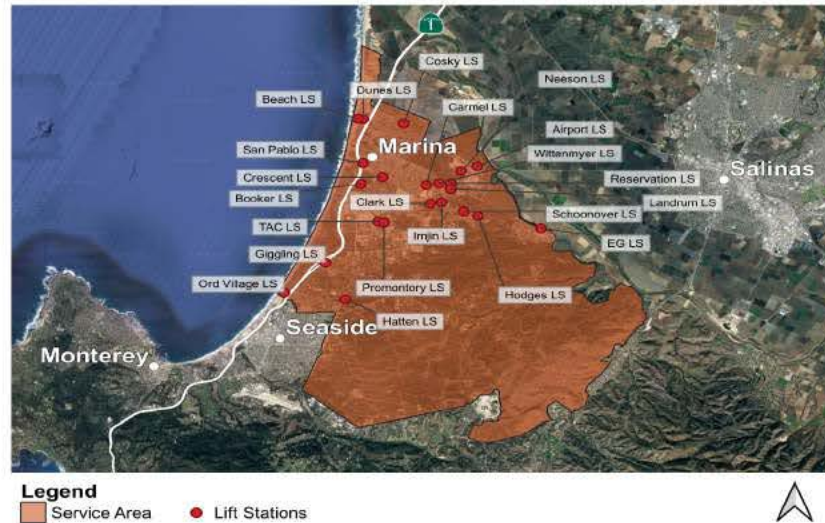 1
Cosky LS
Neeson LS
Dunes LS
Beach LS
Carmel LS
Airport LS
Wittenmyer LS
San Pablo LS
Marina
Salinas
Crescent LS
Reservation LS
Booker LS
Clark LS
Landrum LS
Schoonover LS
TAC LS
Imjin LS
EG LS
Giggling LS
Ord Village LS
Promontory LS
Hodges LS
Hatten LS
Seaside
Monterey
Legend
Service Area
Lift Stations